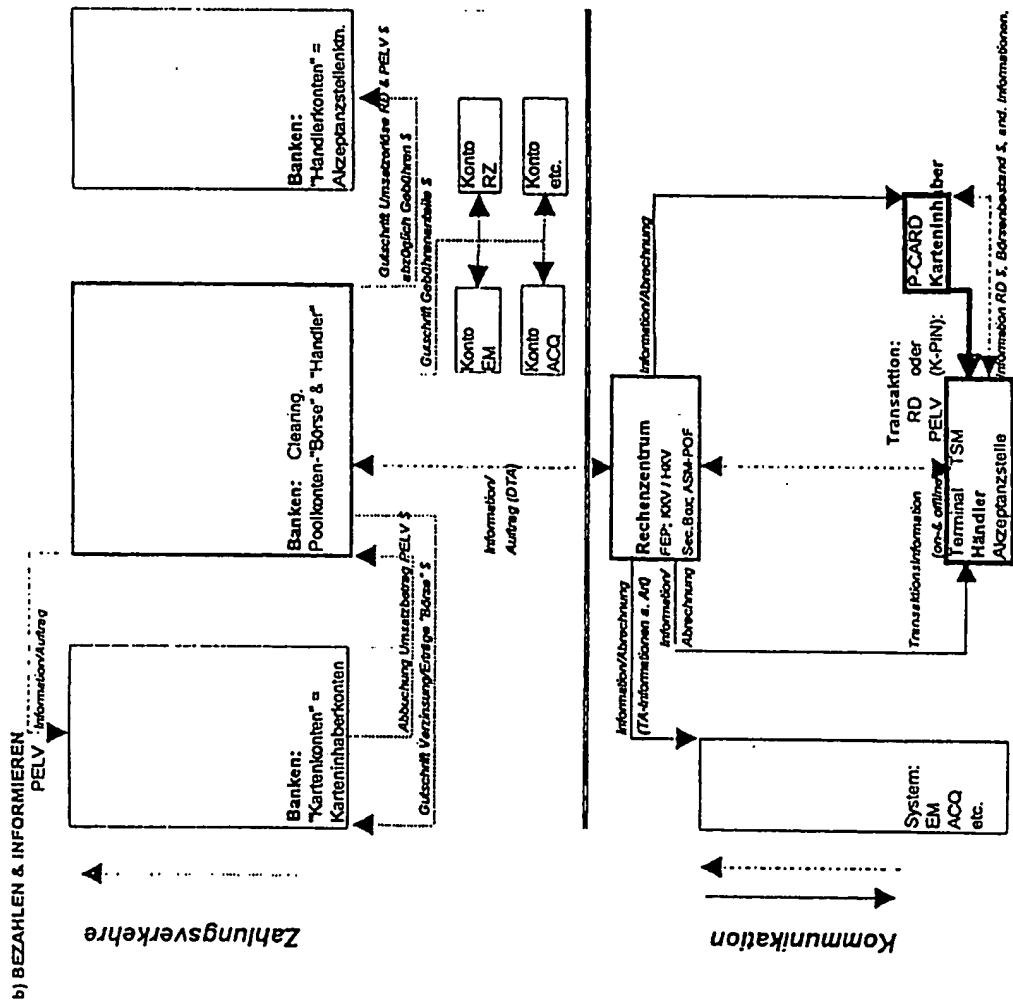 b) BEZAHLEN & INFORMIEREN
PELV
Information/Auftrag
Zahlungsverkehre
Banken:
"Kartenkonten" =
Karteninhaberkonten
Banken: Clearing.
Poolkonten-"Börse" & "Händler"
Banken:
"Händlerkonten" =
Akzeptanzstellenktn.
Abbuchung Umsatzbetrag PELV $
Gutschrift Verzinsung/Erträge "Börse" $
Gutschrift Umsatzerlöse RD & PELV $
abzüglich Gebühren $
Gutschrift Gebührenanteile $
Konto
EM
Konto
RZ
Konto
ACQ
Konto
etc.
Information/
Auftrag (DTA)
Kommunikation
System:
EM
ACQ
etc.
Information/Abrechnung
(TA-Informationen a. Art)
Information/
Abrechnung
Rechenzentrum
FEP: KKV / HKV
Sec.Box; ASM-POF
Information/Abrechnung
P-CARD
Karteninhaber
Transaktion:
RD oder
PELV (K-PIN):
Transaktionsinformation
(on-& offline)
Terminal TSM
Händler
Akzeptanzstelle
Information RD $, Börsenbestand $, and. Informationen.